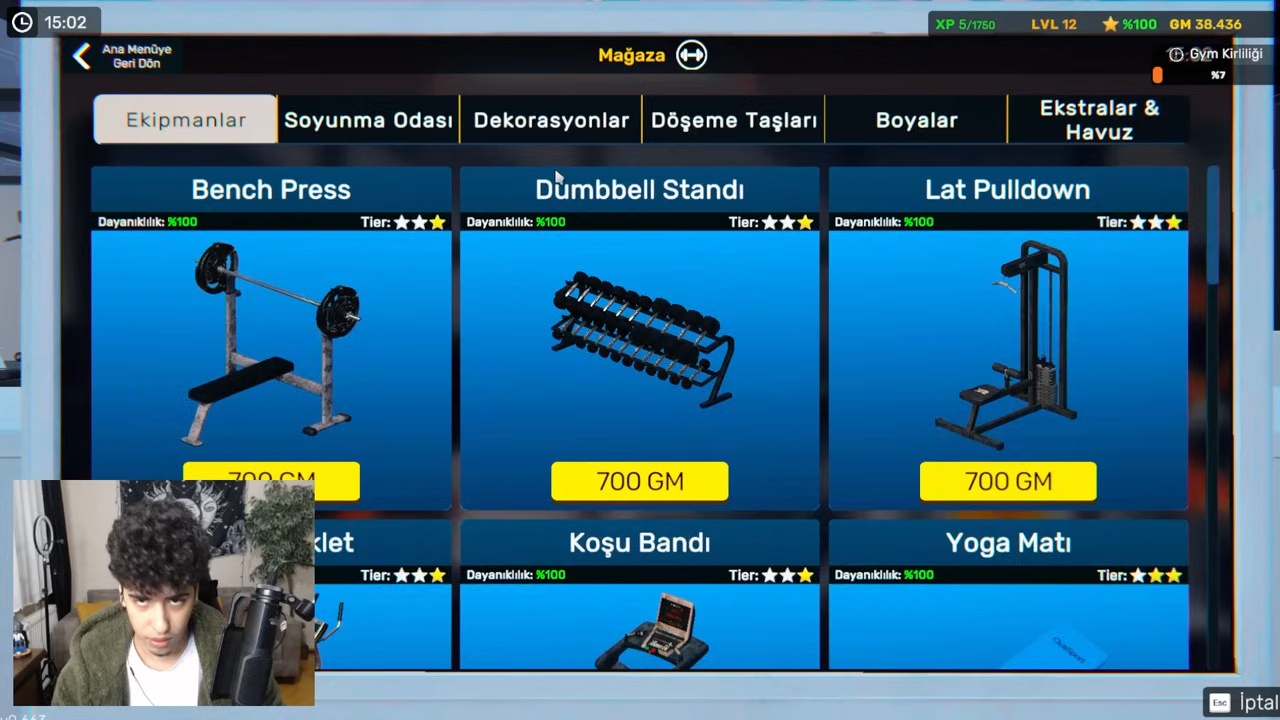 15:02
XP 5/1750 LVL 12 %100 GM 38.436
Ana Menüye
Geri Dön
Mağaza
Gym Kirliliği
%7
Ekipmanlar
Soyunma Odası
Dekorasyonlar
Döşeme Taşları
Boyalar
Ekstralar &
Havuz
Bench Press
Dumbbell Standı
Lat Pulldown
Dayanıklılık: %100 Tier:
Dayanıklılık: %100 Tier:
Dayanıklılık: %100 Tier:
700 GM
700 GM
700 GM
klet
Koşu Bandı
Yoga Matı
Tier:
Dayanıklılık: %100 Tier:
Dayanıklılık: %100 Tier:
Esc İptal